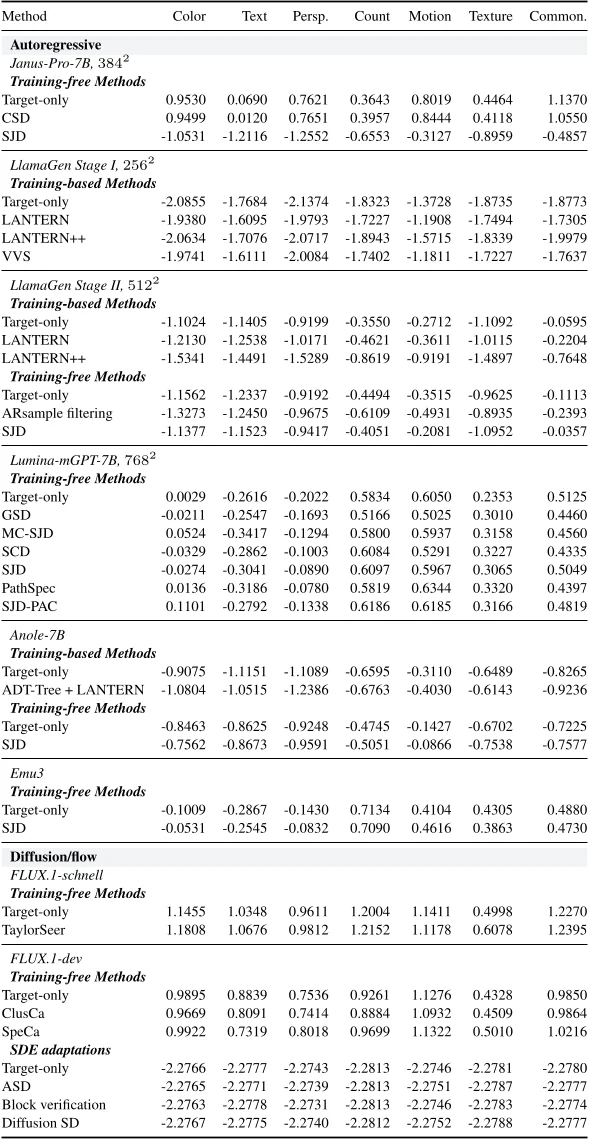 Method Color Text Persp. Count Motion Texture Common.
Autoregressive
Janus-Pro-7B, 384²
Training-free Methods
Target-only 0.9530 0.0690 0.7621 0.3643 0.8019 0.4464 1.1370
CSD 0.9499 0.0120 0.7651 0.3957 0.8444 0.4118 1.0550
SJD -1.0531 -1.2116 -1.2552 -0.6553 -0.3127 -0.8959 -0.4857
LlamaGen Stage I, 256²
Training-based Methods
Target-only -2.0855 -1.7684 -2.1374 -1.8323 -1.3728 -1.8735 -1.8773
LANTERN -1.9380 -1.6095 -1.9793 -1.7227 -1.1908 -1.7494 -1.7305
LANTERN++ -2.0634 -1.7076 -2.0717 -1.8943 -1.5715 -1.8339 -1.9979
VVS -1.9741 -1.6111 -2.0084 -1.7402 -1.1811 -1.7227 -1.7637
LlamaGen Stage II, 512²
Training-based Methods
Target-only -1.1024 -1.1405 -0.9199 -0.3550 -0.2712 -1.1092 -0.0595
LANTERN -1.2130 -1.2538 -1.0171 -0.4621 -0.3611 -1.0115 -0.2204
LANTERN++ -1.5341 -1.4491 -1.5289 -0.8619 -0.9191 -1.4897 -0.7648
Training-free Methods
Target-only -1.1562 -1.2337 -0.9192 -0.4494 -0.3515 -0.9625 -0.1113
ARsample filtering -1.3273 -1.2450 -0.9675 -0.6109 -0.4931 -0.8935 -0.2393
SJD -1.1377 -1.1523 -0.9417 -0.4051 -0.2081 -1.0952 -0.0357
Lumina-mGPT-7B, 768²
Training-free Methods
Target-only 0.0029 -0.2616 -0.2022 0.5834 0.6050 0.2353 0.5125
GSD -0.0211 -0.2547 -0.1693 0.5166 0.5025 0.3010 0.4460
MC-SJD 0.0524 -0.3417 -0.1294 0.5800 0.5937 0.3158 0.4560
SCD -0.0329 -0.2862 -0.1003 0.6084 0.5291 0.3227 0.4335
SJD -0.0274 -0.3041 -0.0890 0.6097 0.5967 0.3065 0.5049
PathSpec 0.0136 -0.3186 -0.0780 0.5819 0.6344 0.3320 0.4397
SJD-PAC 0.1101 -0.2792 -0.1338 0.6186 0.6185 0.3166 0.4819
Anole-7B
Training-based Methods
Target-only -0.9075 -1.1151 -1.1089 -0.6595 -0.3110 -0.6489 -0.8265
ADT-Tree + LANTERN -1.0804 -1.0515 -1.2386 -0.6763 -0.4030 -0.6143 -0.9236
Training-free Methods
Target-only -0.8463 -0.8625 -0.9248 -0.4745 -0.1427 -0.6702 -0.7225
SJD -0.7562 -0.8673 -0.9591 -0.5051 -0.0866 -0.7538 -0.7577
Emu3
Training-free Methods
Target-only -0.1009 -0.2867 -0.1430 0.7134 0.4104 0.4305 0.4880
SJD -0.0531 -0.2545 -0.0832 0.7090 0.4616 0.3863 0.4730
Diffusion/flow
FLUX.1-schnell
Training-free Methods
Target-only 1.1455 1.0348 0.9611 1.2004 1.1411 0.4998 1.2270
TaylorSeer 1.1808 1.0676 0.9812 1.2152 1.1178 0.6078 1.2395
FLUX.1-dev
Training-free Methods
Target-only 0.9895 0.8839 0.7536 0.9261 1.1276 0.4328 0.9850
ClusCa 0.9669 0.8091 0.7414 0.8884 1.0932 0.4509 0.9864
SpeCa 0.9922 0.7319 0.8018 0.9699 1.1322 0.5010 1.0216
SDE adaptations
Target-only -2.2766 -2.2777 -2.2743 -2.2813 -2.2746 -2.2781 -2.2780
ASD -2.2765 -2.2771 -2.2739 -2.2813 -2.2751 -2.2787 -2.2777
Block verification -2.2763 -2.2778 -2.2731 -2.2813 -2.2746 -2.2783 -2.2774
Diffusion SD -2.2767 -2.2775 -2.2740 -2.2812 -2.2752 -2.2788 -2.2777